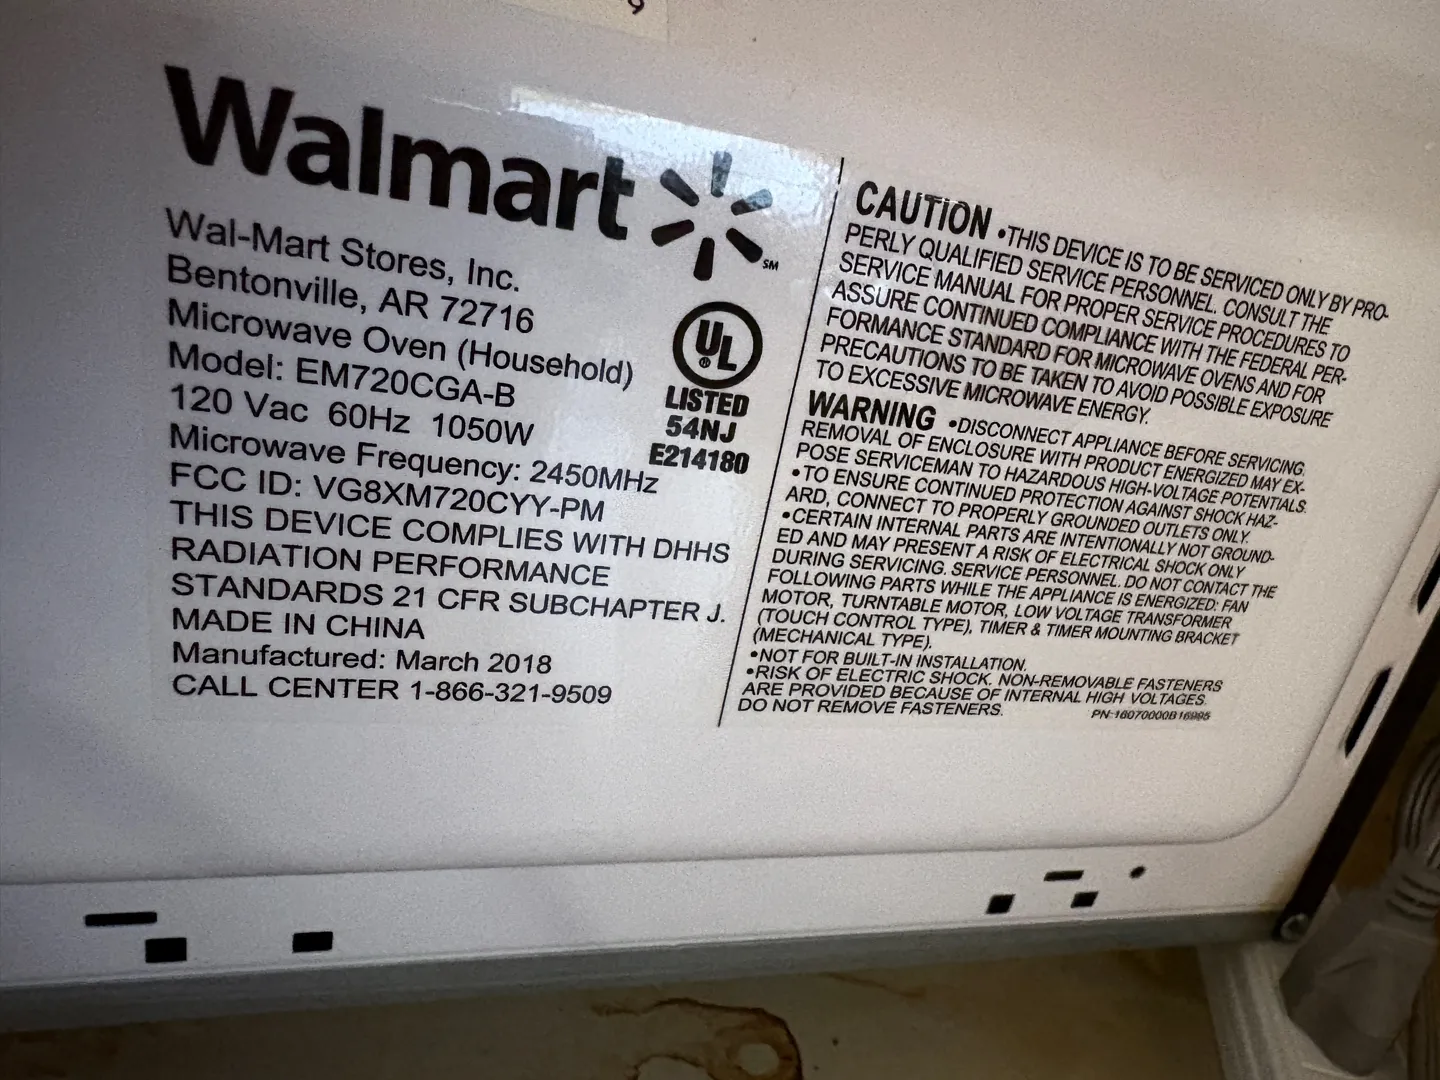 Walmart
SM
Wal-Mart Stores, Inc.
Bentonville, AR 72716
Microwave Oven (Household)
Model: EM720CGA-B
120 Vac 60Hz 1050W
Microwave Frequency: 2450MHz
FCC ID: VG8XM720CYY-PM
THIS DEVICE COMPLIES WITH DHHS
RADIATION PERFORMANCE
STANDARDS 21 CFR SUBCHAPTER J.
MADE IN CHINA
Manufactured: March 2018
CALL CENTER 1-866-321-9509
UL
®
LISTED
54NJ
E214180
CAUTION •THIS DEVICE IS TO BE SERVICED ONLY BY PRO-
PERLY QUALIFIED SERVICE PERSONNEL. CONSULT THE
SERVICE MANUAL FOR PROPER SERVICE PROCEDURES TO
ASSURE CONTINUED COMPLIANCE WITH THE FEDERAL PER-
FORMANCE STANDARD FOR MICROWAVE OVENS AND FOR
PRECAUTIONS TO BE TAKEN TO AVOID POSSIBLE EXPOSURE
TO EXCESSIVE MICROWAVE ENERGY.
WARNING •DISCONNECT APPLIANCE BEFORE SERVICING.
REMOVAL OF ENCLOSURE WITH PRODUCT ENERGIZED MAY EX-
POSE SERVICEMAN TO HAZARDOUS HIGH-VOLTAGE POTENTIALS.
•TO ENSURE CONTINUED PROTECTION AGAINST SHOCK HAZ-
ARD, CONNECT TO PROPERLY GROUNDED OUTLETS ONLY.
•CERTAIN INTERNAL PARTS ARE INTENTIONALLY NOT GROUND-
ED AND MAY PRESENT A RISK OF ELECTRICAL SHOCK ONLY
DURING SERVICING. SERVICE PERSONNEL. DO NOT CONTACT THE
FOLLOWING PARTS WHILE THE APPLIANCE IS ENERGIZED: FAN
MOTOR, TURNTABLE MOTOR, LOW VOLTAGE TRANSFORMER
(TOUCH CONTROL TYPE), TIMER & TIMER MOUNTING BRACKET
(MECHANICAL TYPE).
•NOT FOR BUILT-IN INSTALLATION.
•RISK OF ELECTRIC SHOCK. NON-REMOVABLE FASTENERS
ARE PROVIDED BECAUSE OF INTERNAL HIGH VOLTAGES.
DO NOT REMOVE FASTENERS.
PN:16070000B16995